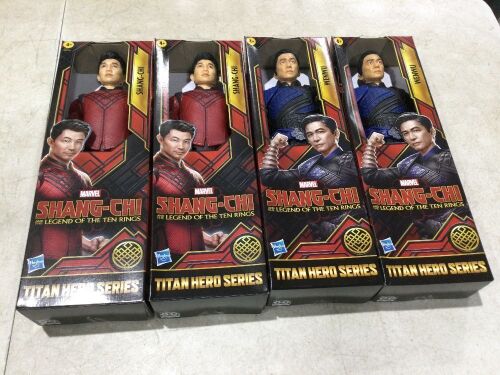 SHANG-CHI
MARVEL
SHANG-CHI
AND THE LEGEND OF THE TEN RINGS
Hasbro
TITAN HERO SERIES
SHANG-CHI
MARVEL
SHANG-CHI
AND THE LEGEND OF THE TEN RINGS
Hasbro
TITAN HERO SERIES
WENWU
MARVEL
SHANG-CHI
AND THE LEGEND OF THE TEN RINGS
Hasbro
TITAN HERO SERIES
WENWU
MARVEL
SHANG-CHI
AND THE LEGEND OF THE TEN RINGS
Hasbro
TITAN HERO SERIES